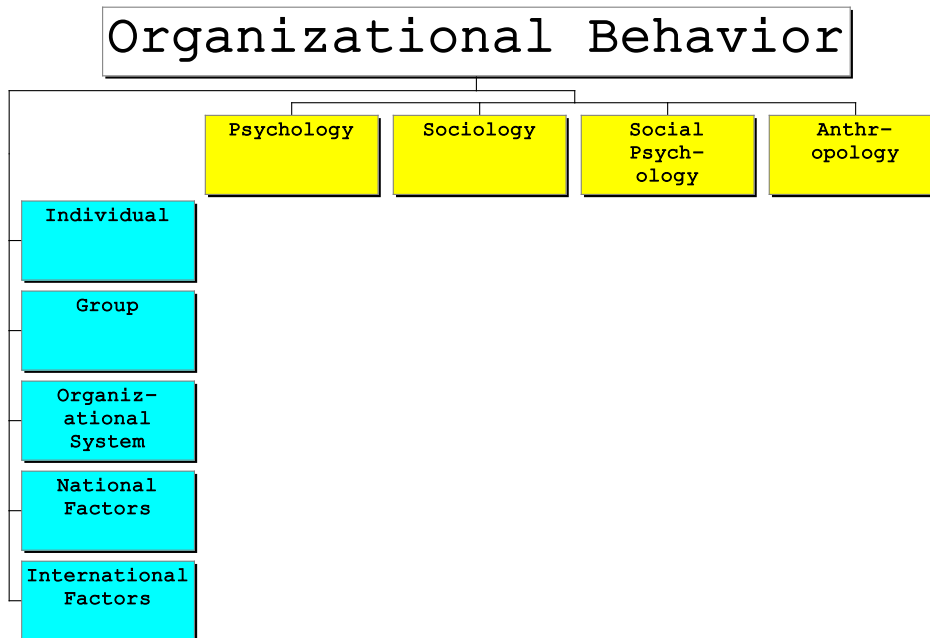 Organizational Behavior
Psychology
Sociology
Social
Psych-
ology
Anthr-
opology
Individual
Group
Organiz-
ational
System
National
Factors
International
Factors